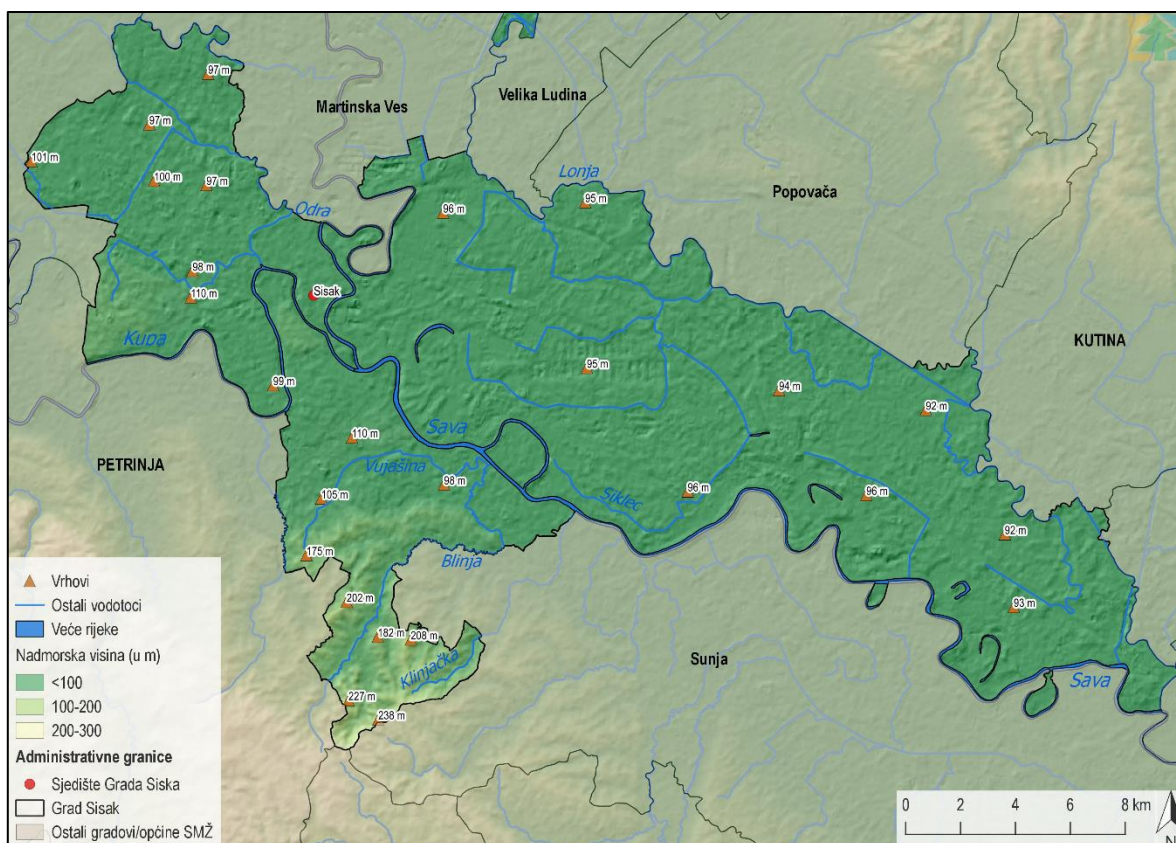 97 m
Martinska Ves
Velika Ludina
97 m
101 m
100 m
97 m
Lonja
95 m
Popovača
Odra
96 m
98 m
110 m
Sisak
Kupa
KUTINA
99 m
95 m
94 m
92 m
Sava
110 m
PETRINJA
Vujašina
98 m
105 m
Siklec
96 m
96 m
92 m
175 m
Blinja
202 m
93 m
182 m
208 m
Klinjačka
Sunja
Sava
227 m
238 m
Vrhovi
Ostali vodotoci
Veće rijeke
Nadmorska visina (u m)
<100
100-200
200-300
Administrativne granice
Sjedište Grada Siska
Grad Sisak
Ostali gradovi/općine SMŽ
0 2 4 6 8 km
N